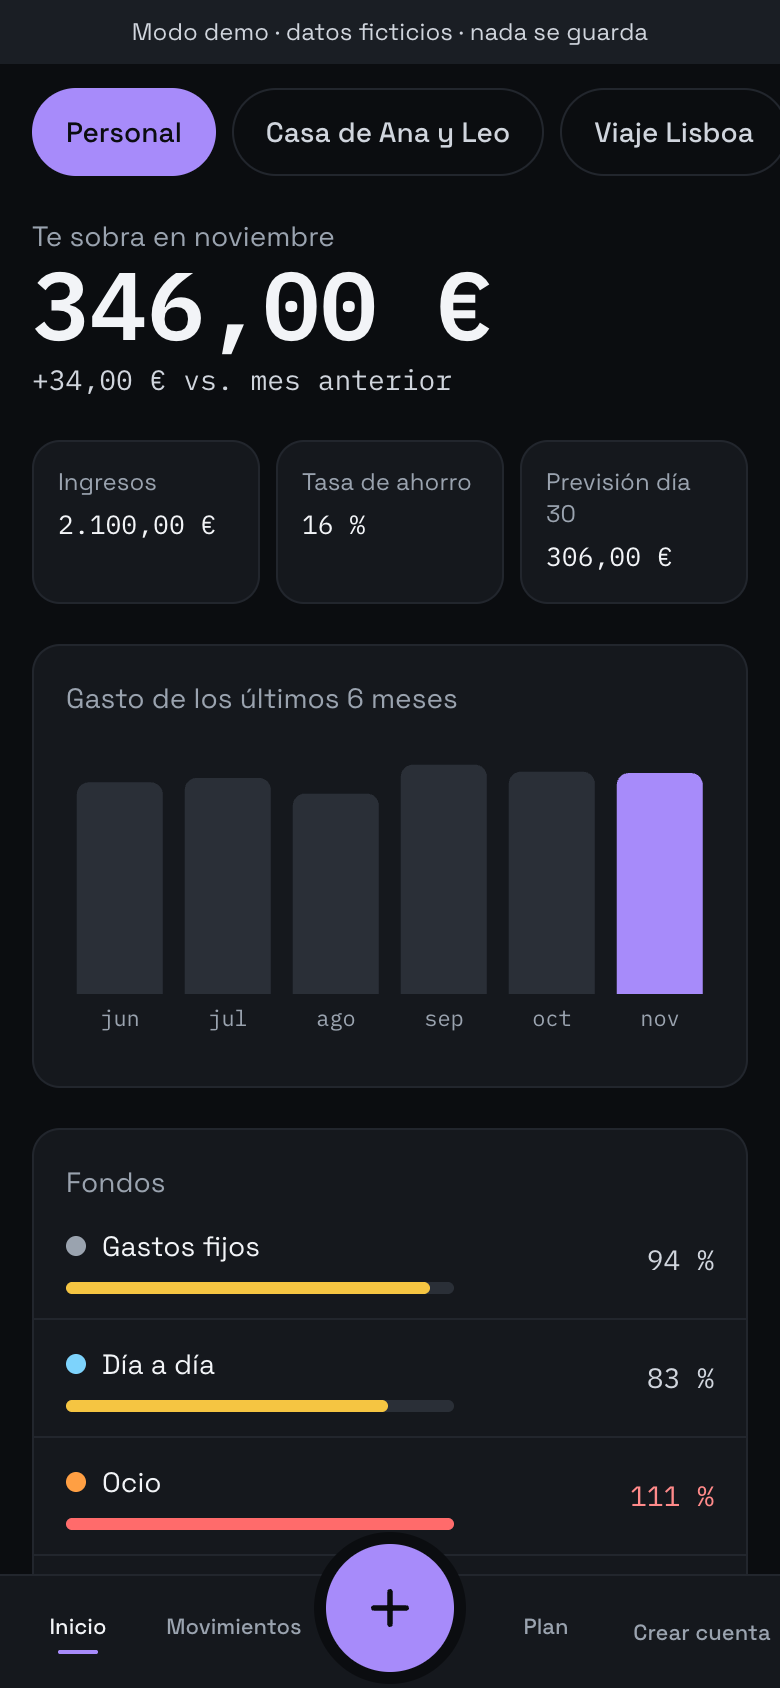 Modo demo · datos ficticios · nada se guarda
Personal
Casa de Ana y Leo
Viaje Lisboa
Te sobra en noviembre
346,00 €
+34,00 € vs. mes anterior
Ingresos
2.100,00 €
Tasa de ahorro
16 %
Previsión día
30
306,00 €
Gasto de los últimos 6 meses
jun
jul
ago
sep
oct
nov
Fondos
Gastos fijos
94 %
Día a día
83 %
Ocio
111 %
Inicio
Movimientos
+
Plan
Crear cuenta